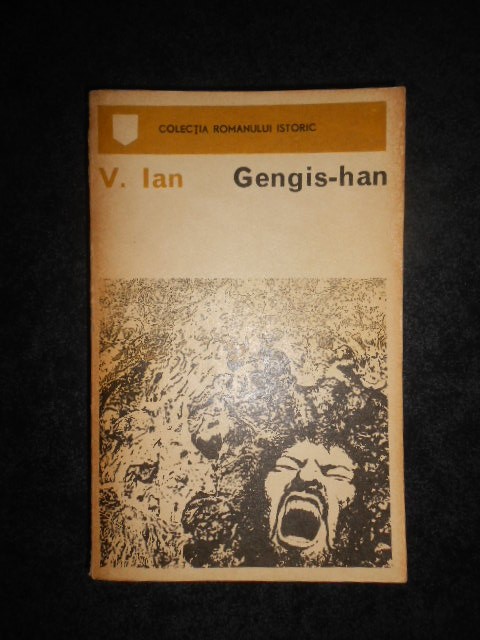 COLECȚIA ROMANULUI ISTORIC
V. Ian Gengis-han